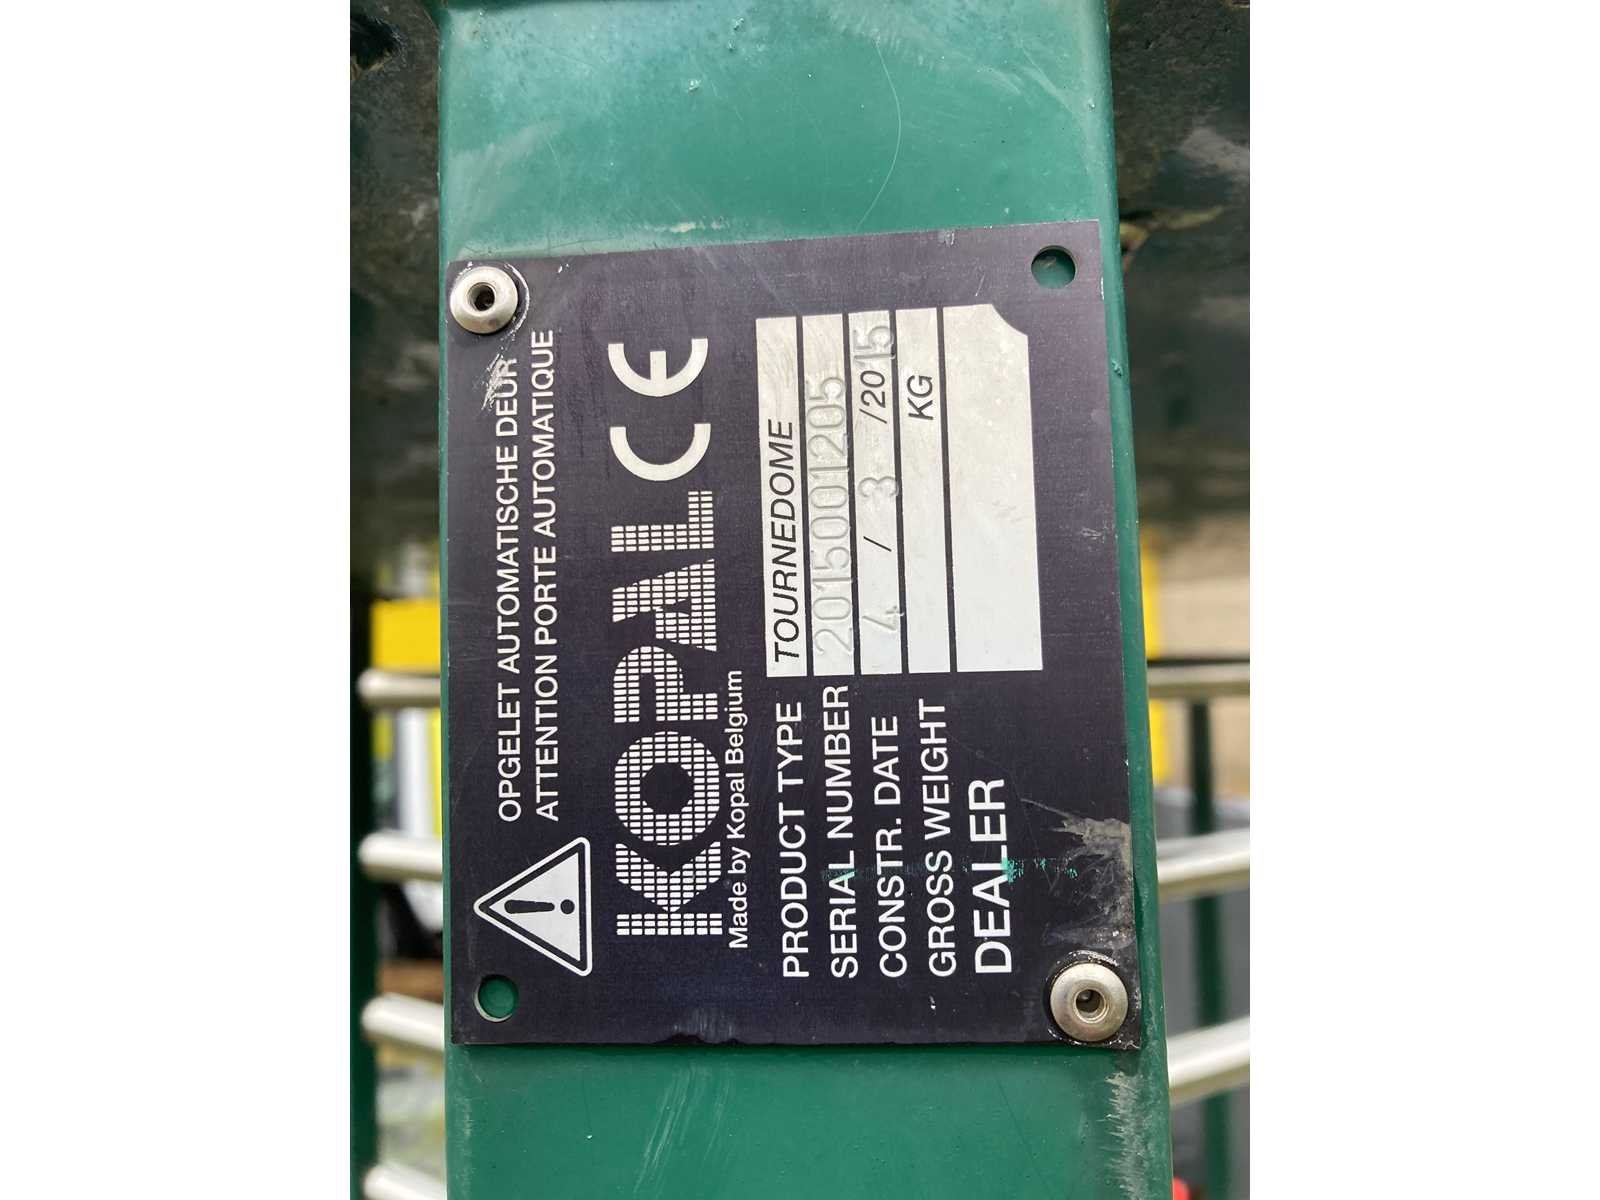 OPGELET AUTOMATISCHE DEUR
ATTENTION PORTE AUTOMATIQUE
KOPAL CE
Made by Kopal Belgium
PRODUCT TYPE TOURNEDOME
SERIAL NUMBER 2015001205
CONSTR. DATE 4 / 3 /2015
GROSS WEIGHT KG
DEALER